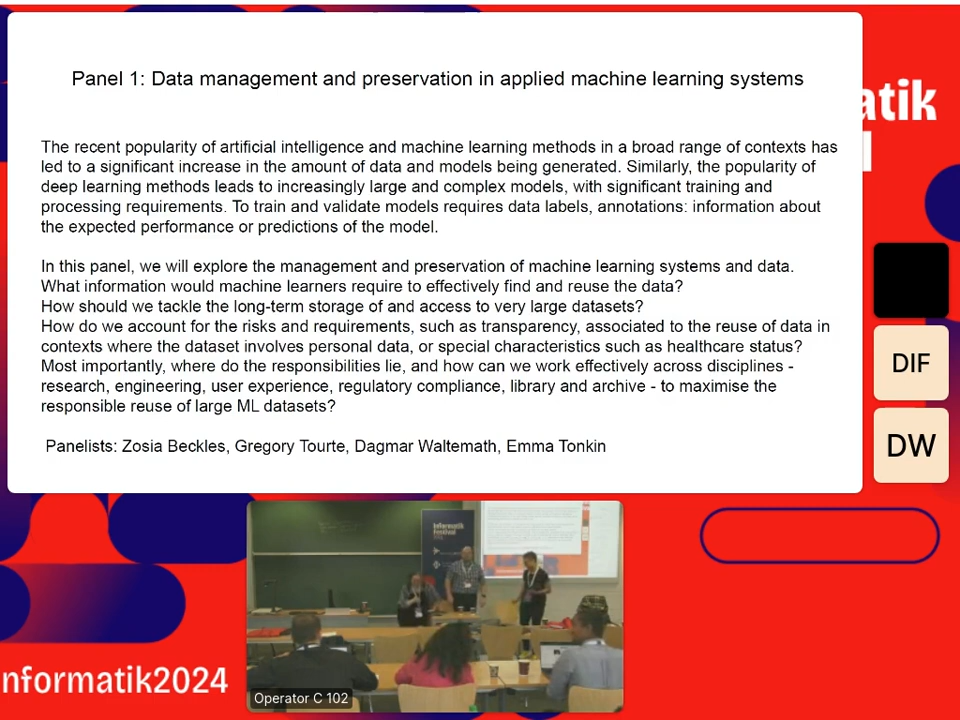 Panel 1: Data management and preservation in applied machine learning systems
The recent popularity of artificial intelligence and machine learning methods in a broad range of contexts has
led to a significant increase in the amount of data and models being generated. Similarly, the popularity of
deep learning methods leads to increasingly large and complex models, with significant training and
processing requirements. To train and validate models requires data labels, annotations: information about
the expected performance or predictions of the model.
In this panel, we will explore the management and preservation of machine learning systems and data.
What information would machine learners require to effectively find and reuse the data?
How should we tackle the long-term storage of and access to very large datasets?
How do we account for the risks and requirements, such as transparency, associated to the reuse of data in
contexts where the dataset involves personal data, or special characteristics such as healthcare status?
Most importantly, where do the responsibilities lie, and how can we work effectively across disciplines -
research, engineering, user experience, regulatory compliance, library and archive - to maximise the
responsible reuse of large ML datasets?
Panelists: Zosia Beckles, Gregory Tourte, Dagmar Waltemath, Emma Tonkin
atik
DIF
DW
Informatik
Festival
nformatik2024
Operator C 102